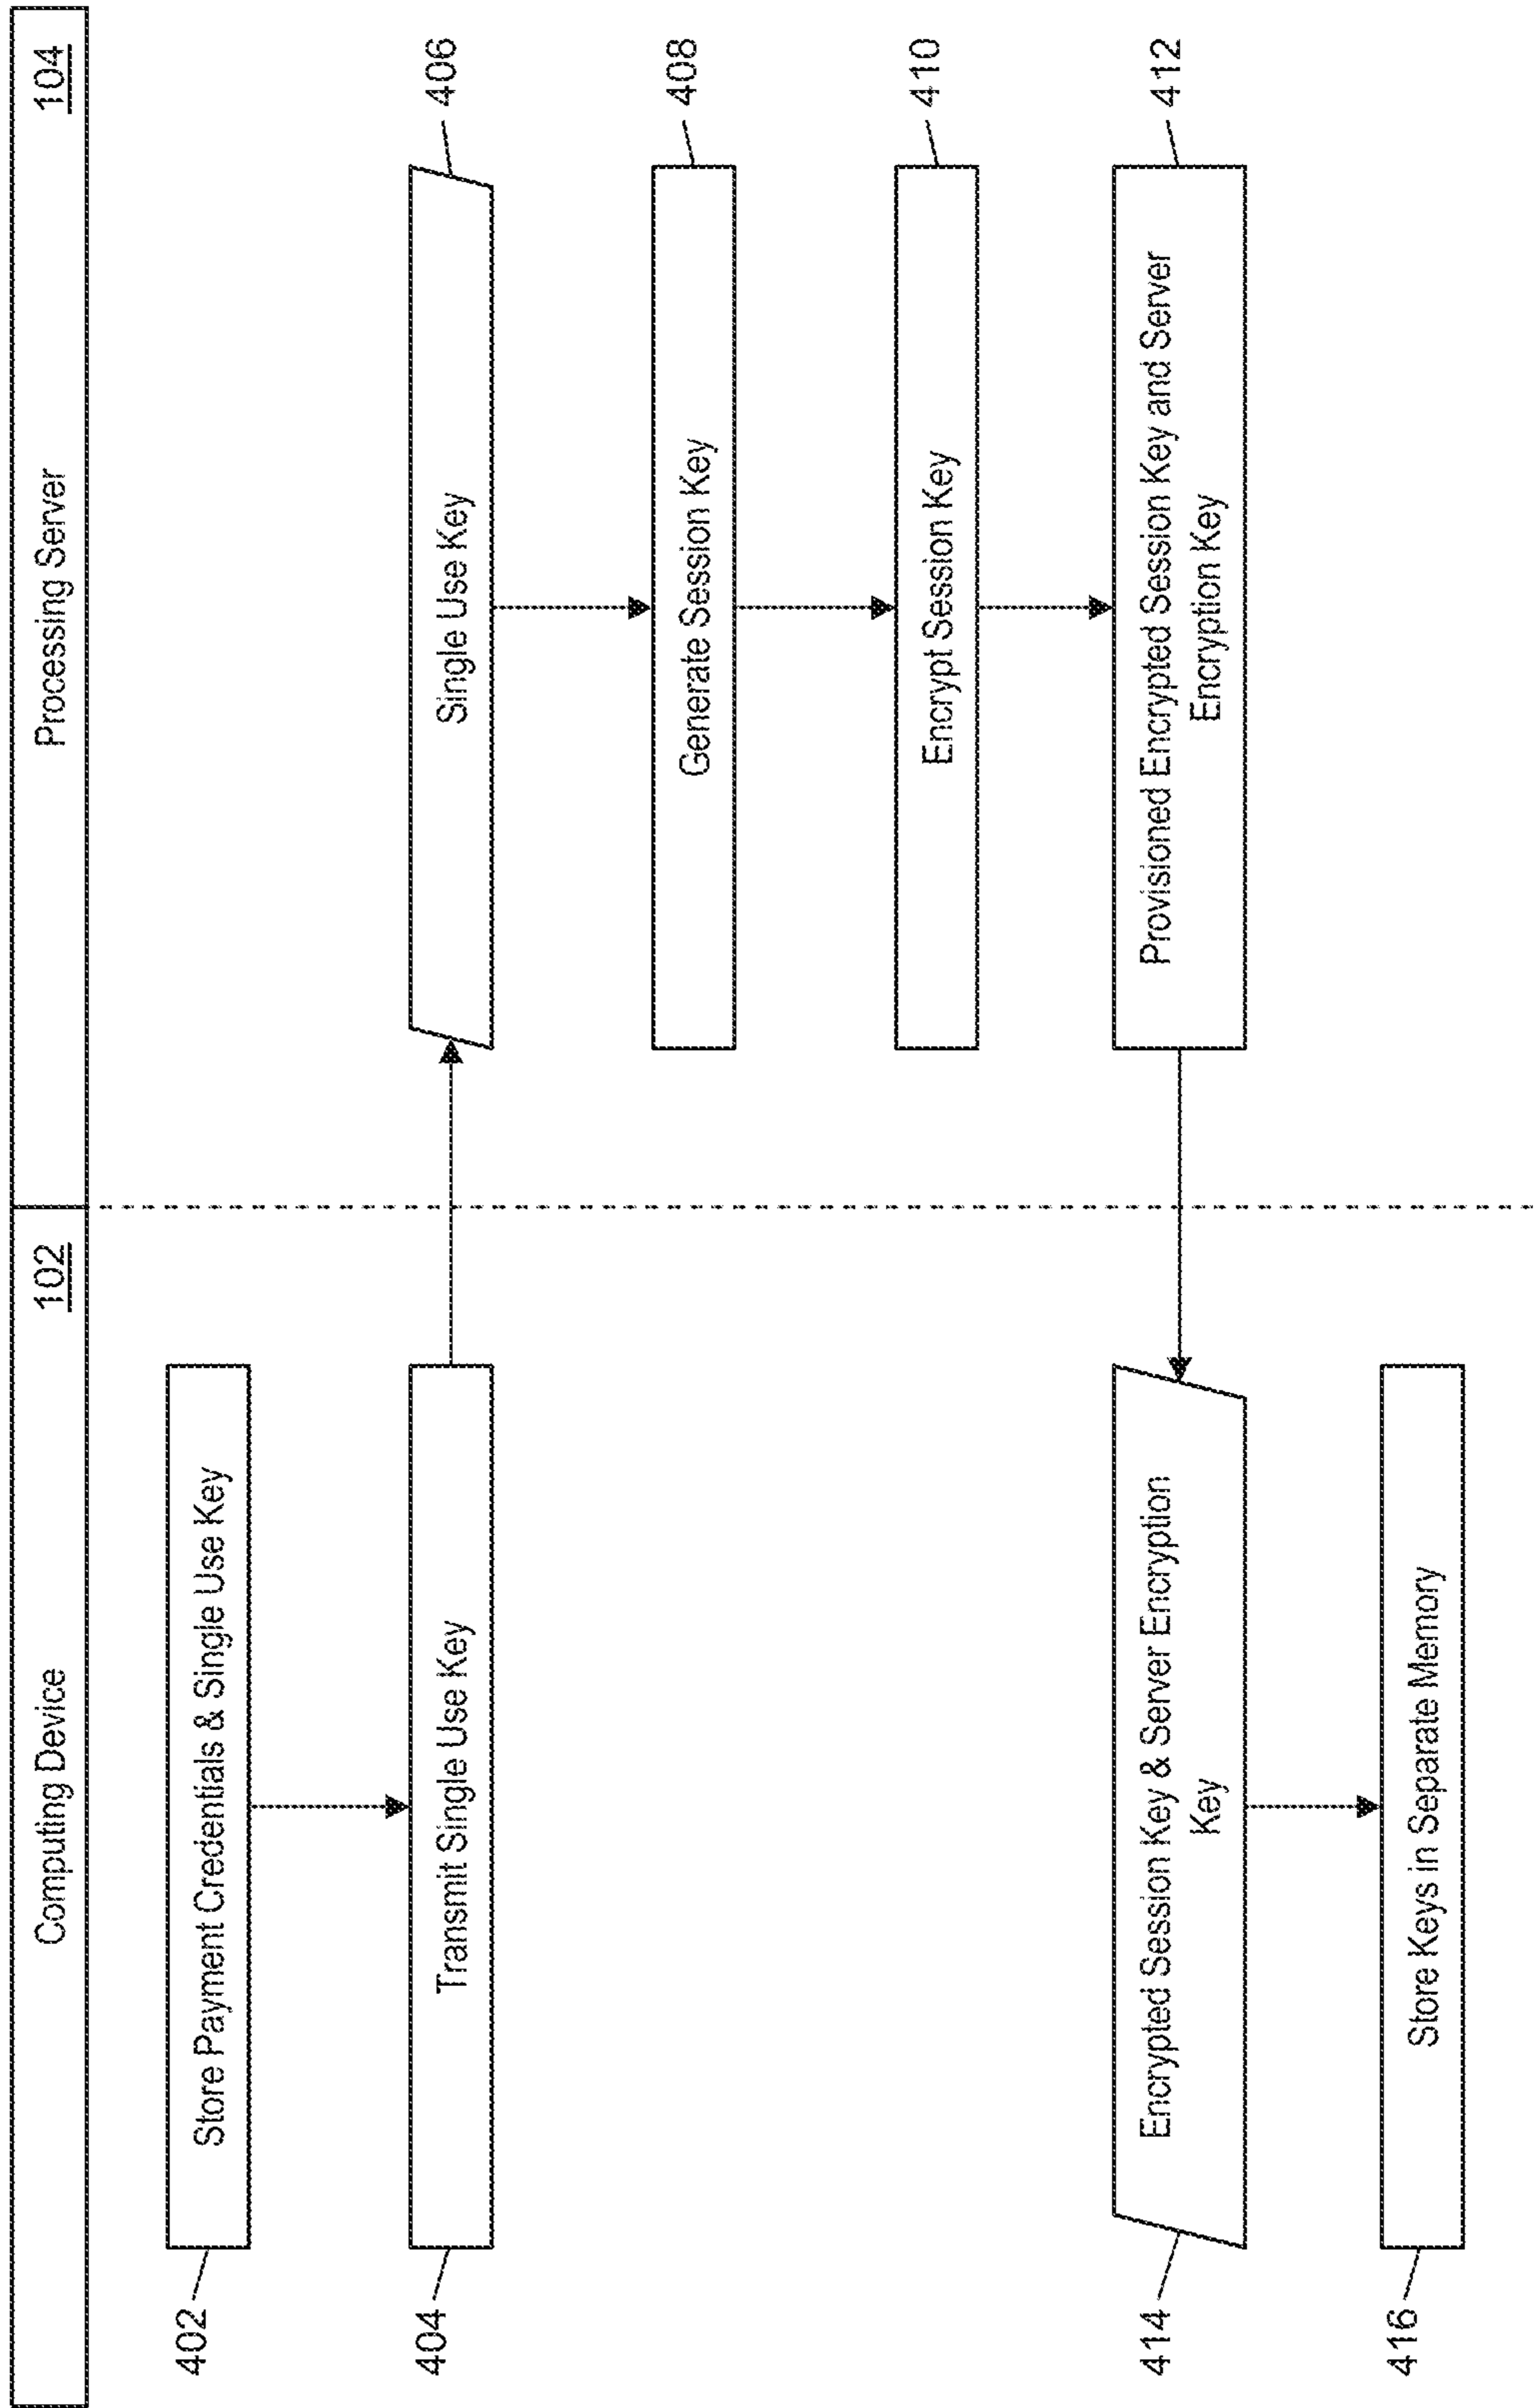 Computing Device
102
Processing Server
104
402
Store Payment Credentials & Single Use Key
404
Transmit Single Use Key
Single Use Key
406
Generate Session Key
408
Encrypt Session Key
410
Provisioned Encrypted Session Key and Server
Encryption Key
412
414
Encrypted Session Key & Server Encryption
Key
416
Store Keys in Separate Memory